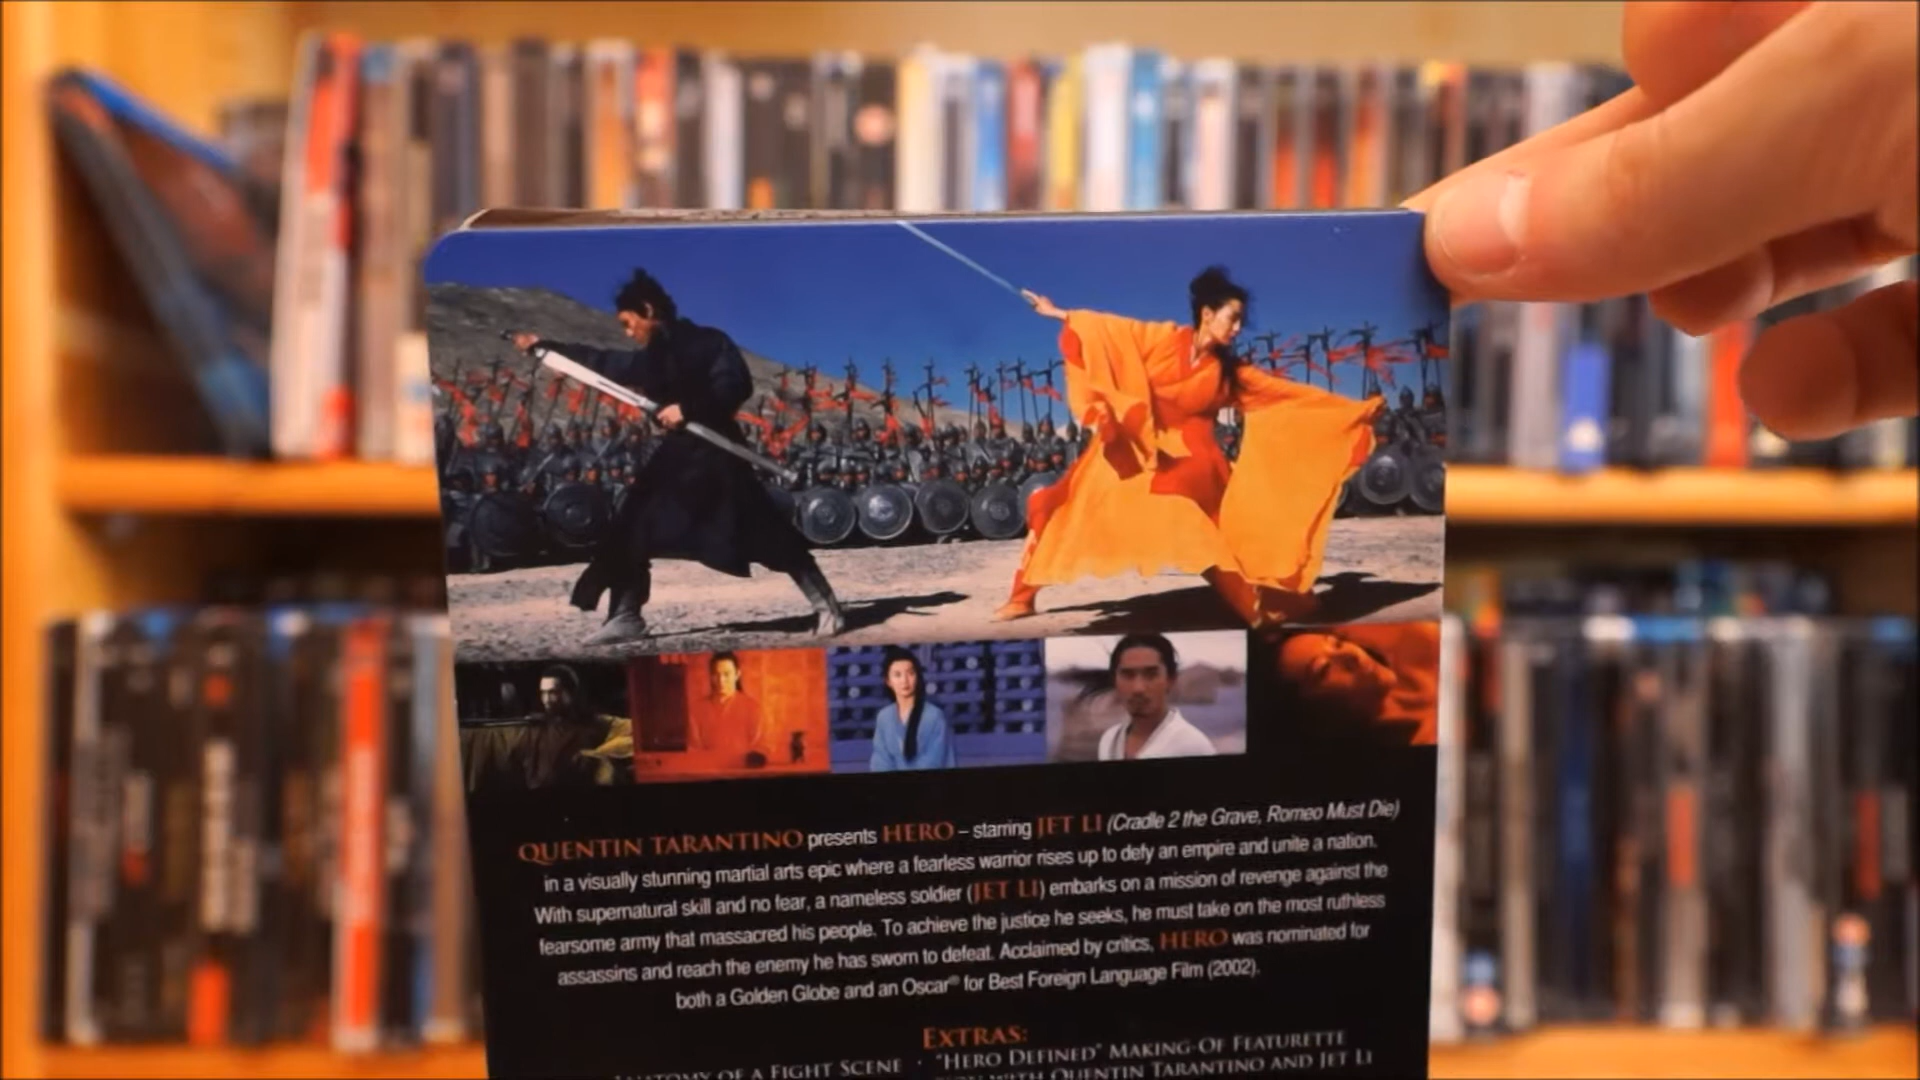 QUENTIN TARANTINO presents HERO – starring JET LI (Cradle 2 the Grave, Romeo Must Die)
in a visually stunning martial arts epic where a fearless warrior rises up to defy an empire and unite a nation.
With supernatural skill and no fear, a nameless soldier (JET LI) embarks on a mission of revenge against the
fearsome army that massacred his people. To achieve the justice he seeks, he must take on the most ruthless
assassins and reach the enemy he has sworn to defeat. Acclaimed by critics, HERO was nominated for
both a Golden Globe and an Oscar® for Best Foreign Language Film (2002).
EXTRAS:
OF A FIGHT SCENE · "HERO DEFINED" MAKING-OF FEATURETTE
WITH QUENTIN TARANTINO AND JET LI